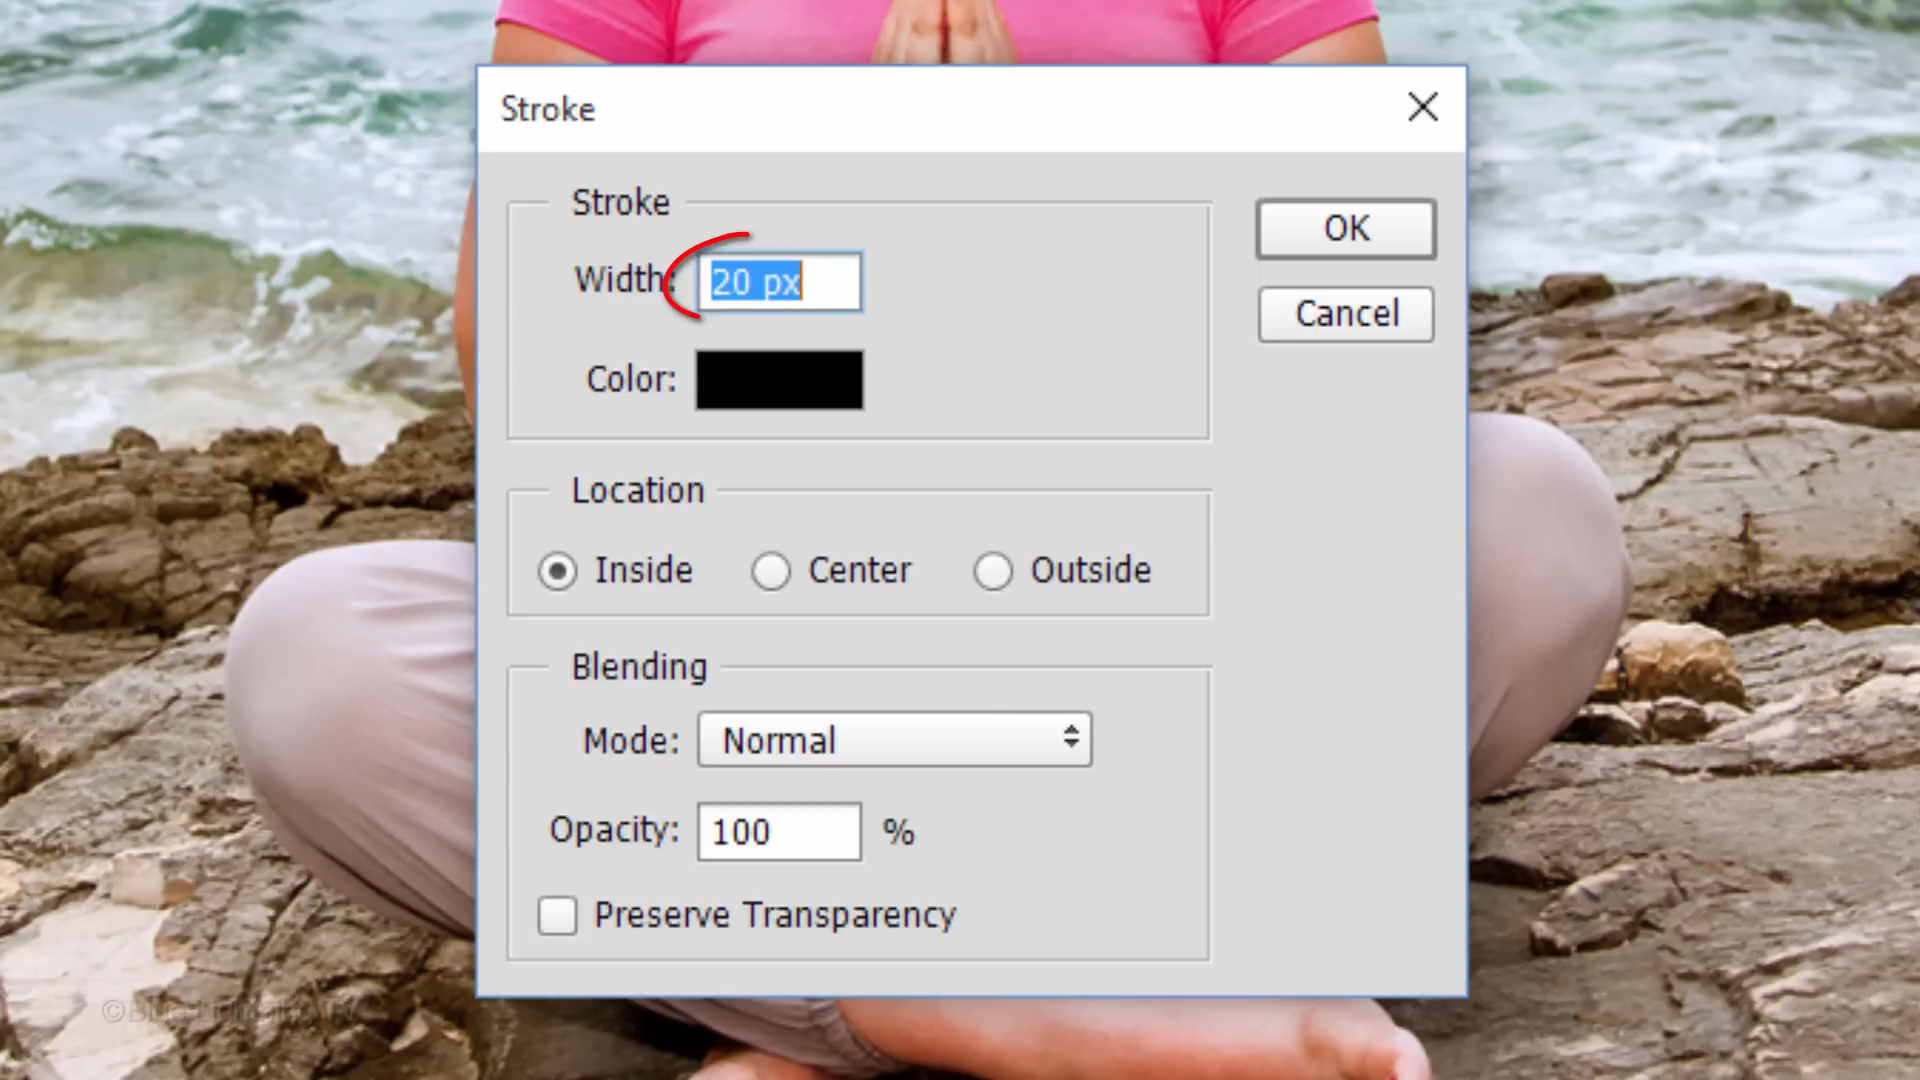 Stroke
Stroke
Width: 20 px
OK
Cancel
Color:
Location
Inside Center Outside
Blending
Mode: Normal
Opacity: 100 %
Preserve Transparency